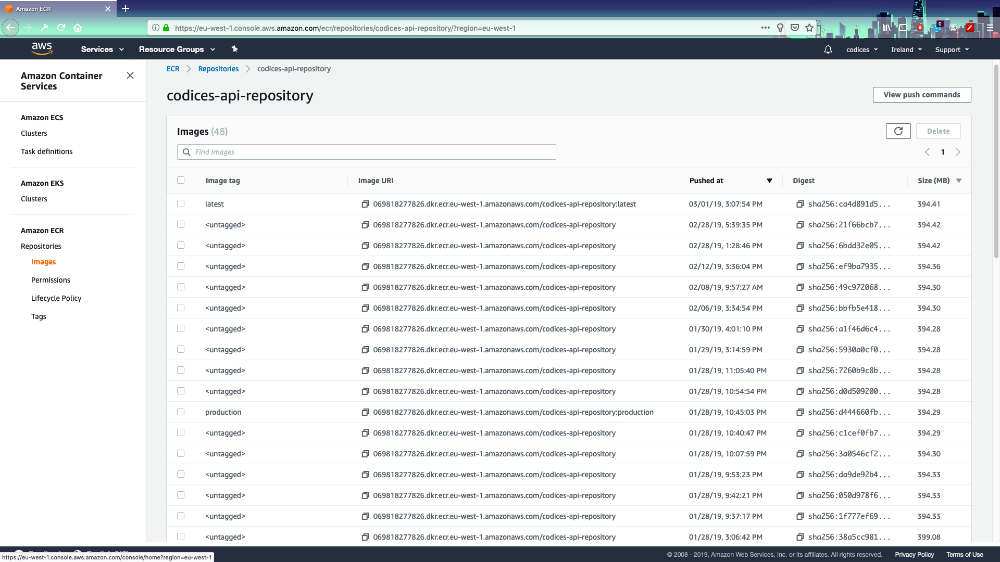 Amazon ECR
https://eu-west-1.console.aws.amazon.com/ecr/repositories/codices-api-repository/?region=eu-west-1
0
aws
Services
Resource Groups
codices
Ireland
Support
Amazon Container
Services
Amazon ECS
Clusters
Task definitions
Amazon EKS
Clusters
Amazon ECR
Repositories
Images
Permissions
Lifecycle Policy
Tags
ECR
Repositories
codices-api-repository
codices-api-repository
View push commands
Images (48)
Delete
Find Images
1
Image tag Image URI Pushed at Digest Size (MB)
latest 069818277826.dkr.ecr.eu-west-1.amazonaws.com/codices-api-repository:latest 03/01/19, 3:07:54 PM sha256:ca4d891d5... 394.41
<untagged> 069818277826.dkr.ecr.eu-west-1.amazonaws.com/codices-api-repository 02/28/19, 5:39:35 PM sha256:21f66bcb7... 394.42
<untagged> 069818277826.dkr.ecr.eu-west-1.amazonaws.com/codices-api-repository 02/28/19, 1:28:46 PM sha256:6bdd32e05... 394.42
<untagged> 069818277826.dkr.ecr.eu-west-1.amazonaws.com/codices-api-repository 02/12/19, 3:36:04 PM sha256:ef9ba7935... 394.36
<untagged> 069818277826.dkr.ecr.eu-west-1.amazonaws.com/codices-api-repository 02/08/19, 9:57:27 AM sha256:49c972068... 394.30
<untagged> 069818277826.dkr.ecr.eu-west-1.amazonaws.com/codices-api-repository 02/06/19, 3:34:54 PM sha256:bbfb5e418... 394.30
<untagged> 069818277826.dkr.ecr.eu-west-1.amazonaws.com/codices-api-repository 01/30/19, 4:01:10 PM sha256:a1f46d6c4... 394.28
<untagged> 069818277826.dkr.ecr.eu-west-1.amazonaws.com/codices-api-repository 01/29/19, 3:14:59 PM sha256:5930a0cf0... 394.28
<untagged> 069818277826.dkr.ecr.eu-west-1.amazonaws.com/codices-api-repository 01/28/19, 11:05:40 PM sha256:7260b9c8b... 394.28
<untagged> 069818277826.dkr.ecr.eu-west-1.amazonaws.com/codices-api-repository 01/28/19, 10:54:54 PM sha256:d0d509200... 394.28
production 069818277826.dkr.ecr.eu-west-1.amazonaws.com/codices-api-repository:production 01/28/19, 10:45:03 PM sha256:d444660fb... 394.29
<untagged> 069818277826.dkr.ecr.eu-west-1.amazonaws.com/codices-api-repository 01/28/19, 10:40:47 PM sha256:c1cef0fb7... 394.29
<untagged> 069818277826.dkr.ecr.eu-west-1.amazonaws.com/codices-api-repository 01/28/19, 10:07:59 PM sha256:3a0546cf2... 394.30
<untagged> 069818277826.dkr.ecr.eu-west-1.amazonaws.com/codices-api-repository 01/28/19, 9:53:23 PM sha256:da9de92b4... 394.33
<untagged> 069818277826.dkr.ecr.eu-west-1.amazonaws.com/codices-api-repository 01/28/19, 9:42:21 PM sha256:050d978f6... 394.33
<untagged> 069818277826.dkr.ecr.eu-west-1.amazonaws.com/codices-api-repository 01/28/19, 9:37:17 PM sha256:1f777ef69... 394.33
<untagged> 069818277826.dkr.ecr.eu-west-1.amazonaws.com/codices-api-repository 01/28/19, 3:06:42 PM sha256:38a5cc981... 399.08
https://eu-west-1.console.aws.amazon.com/console/home?region=eu-west-1
© 2008 - 2019, Amazon Web Services, Inc. or its affiliates. All rights reserved. Privacy Policy Terms of Use